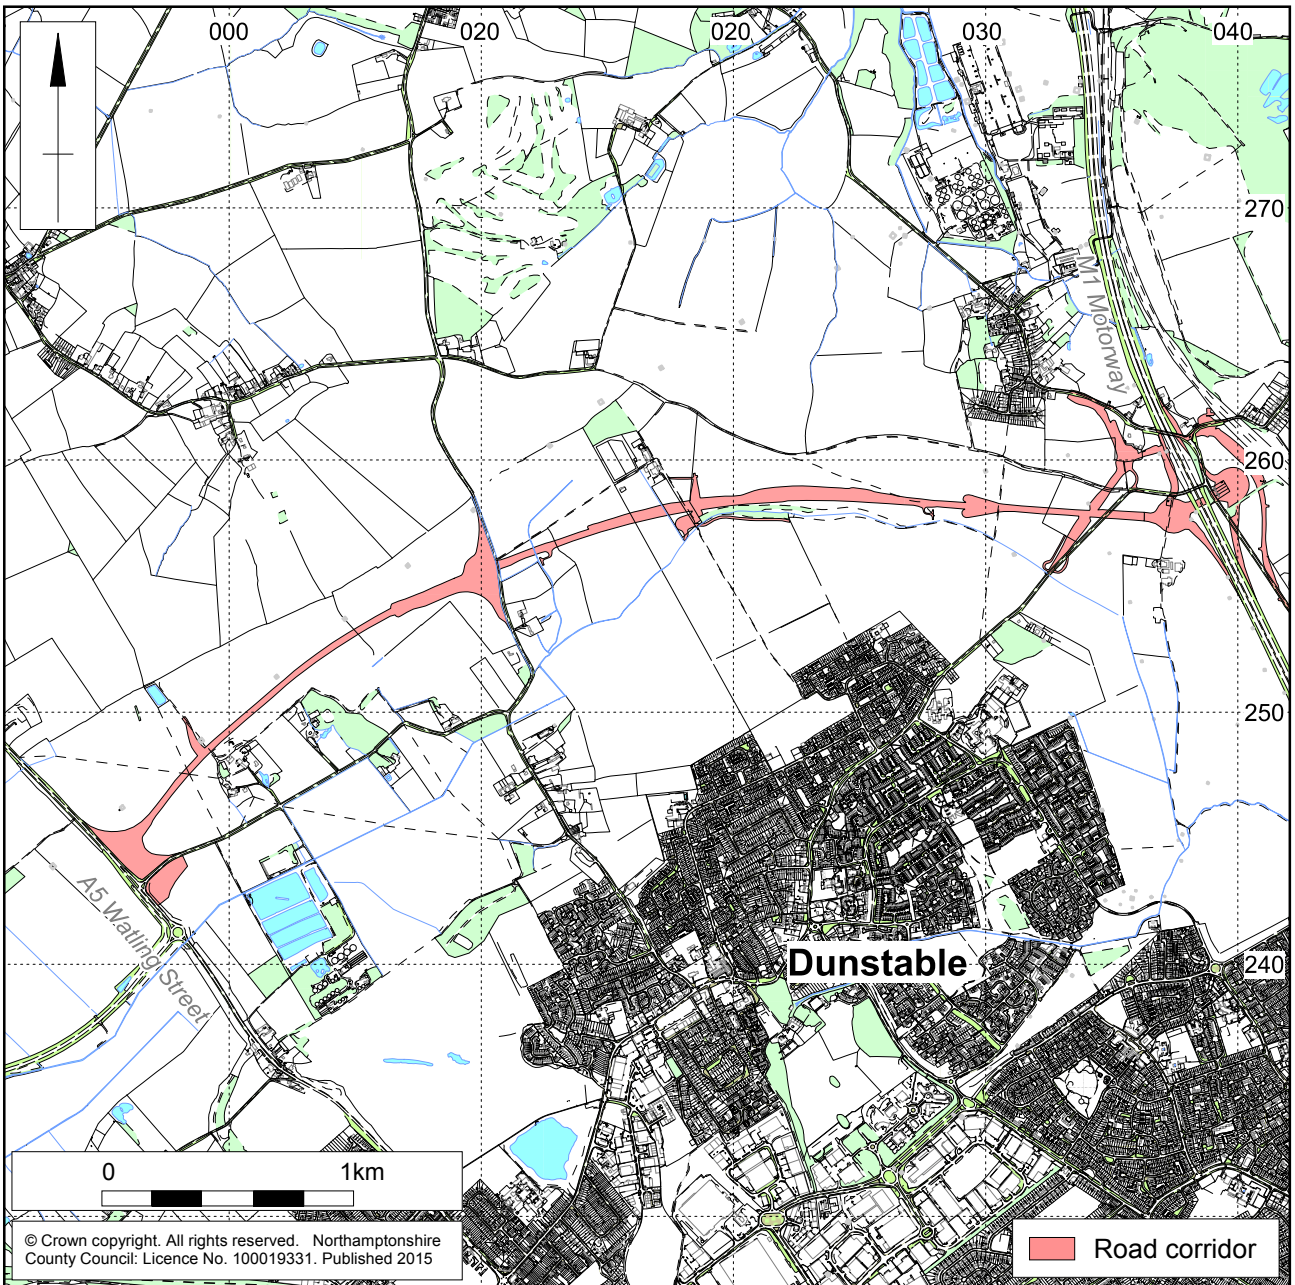 000
020
020
030
040
270
M1 Motorway
260
250
A5 Watling Street
Dunstable
240
0
1km
© Crown copyright. All rights reserved. Northamptonshire
County Council: Licence No. 100019331. Published 2015
Road corridor